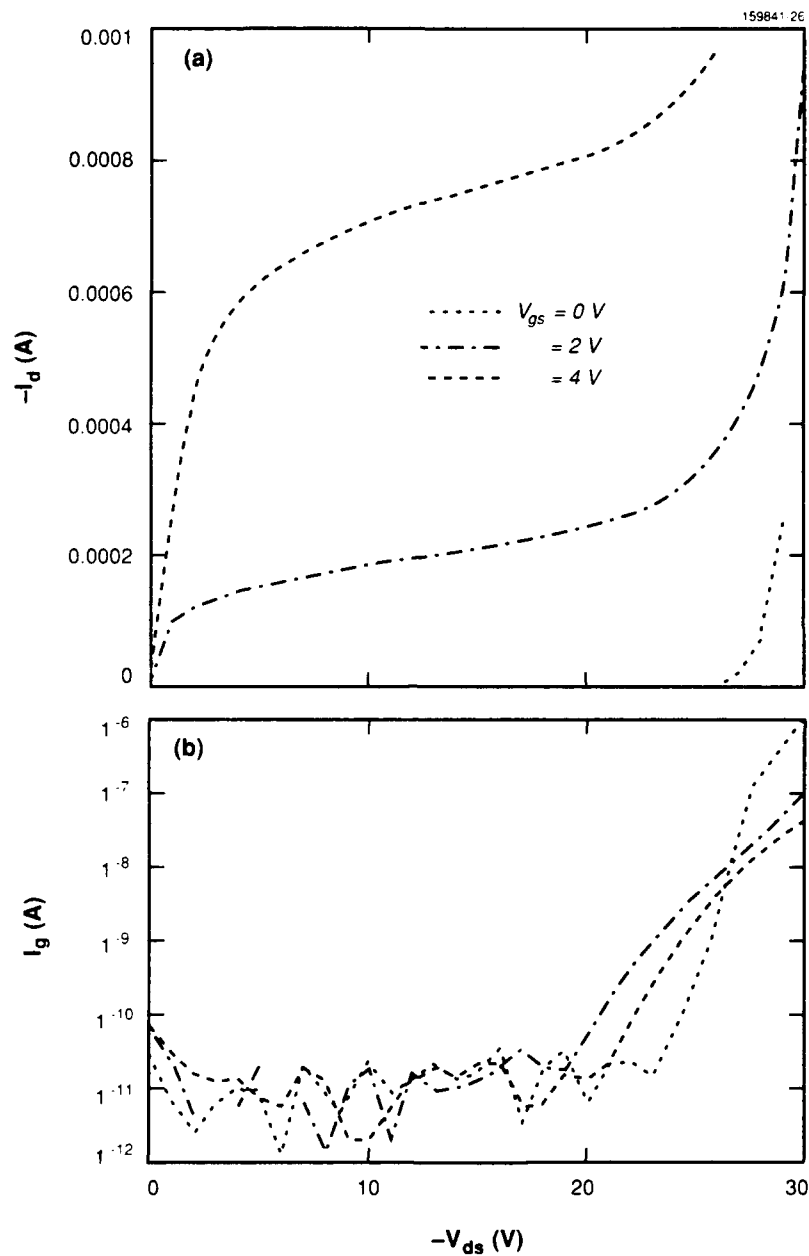 159841-26
(a)
0.001
0.0008
0.0006
0.0004
0.0002
0
-I_d (A)
V_gs = 0 V
= 2 V
= 4 V
(b)
1^-6
1^-7
1^-8
1^-9
1^-10
1^-11
1^-12
I_g (A)
0 10 20 30
-V_ds (V)